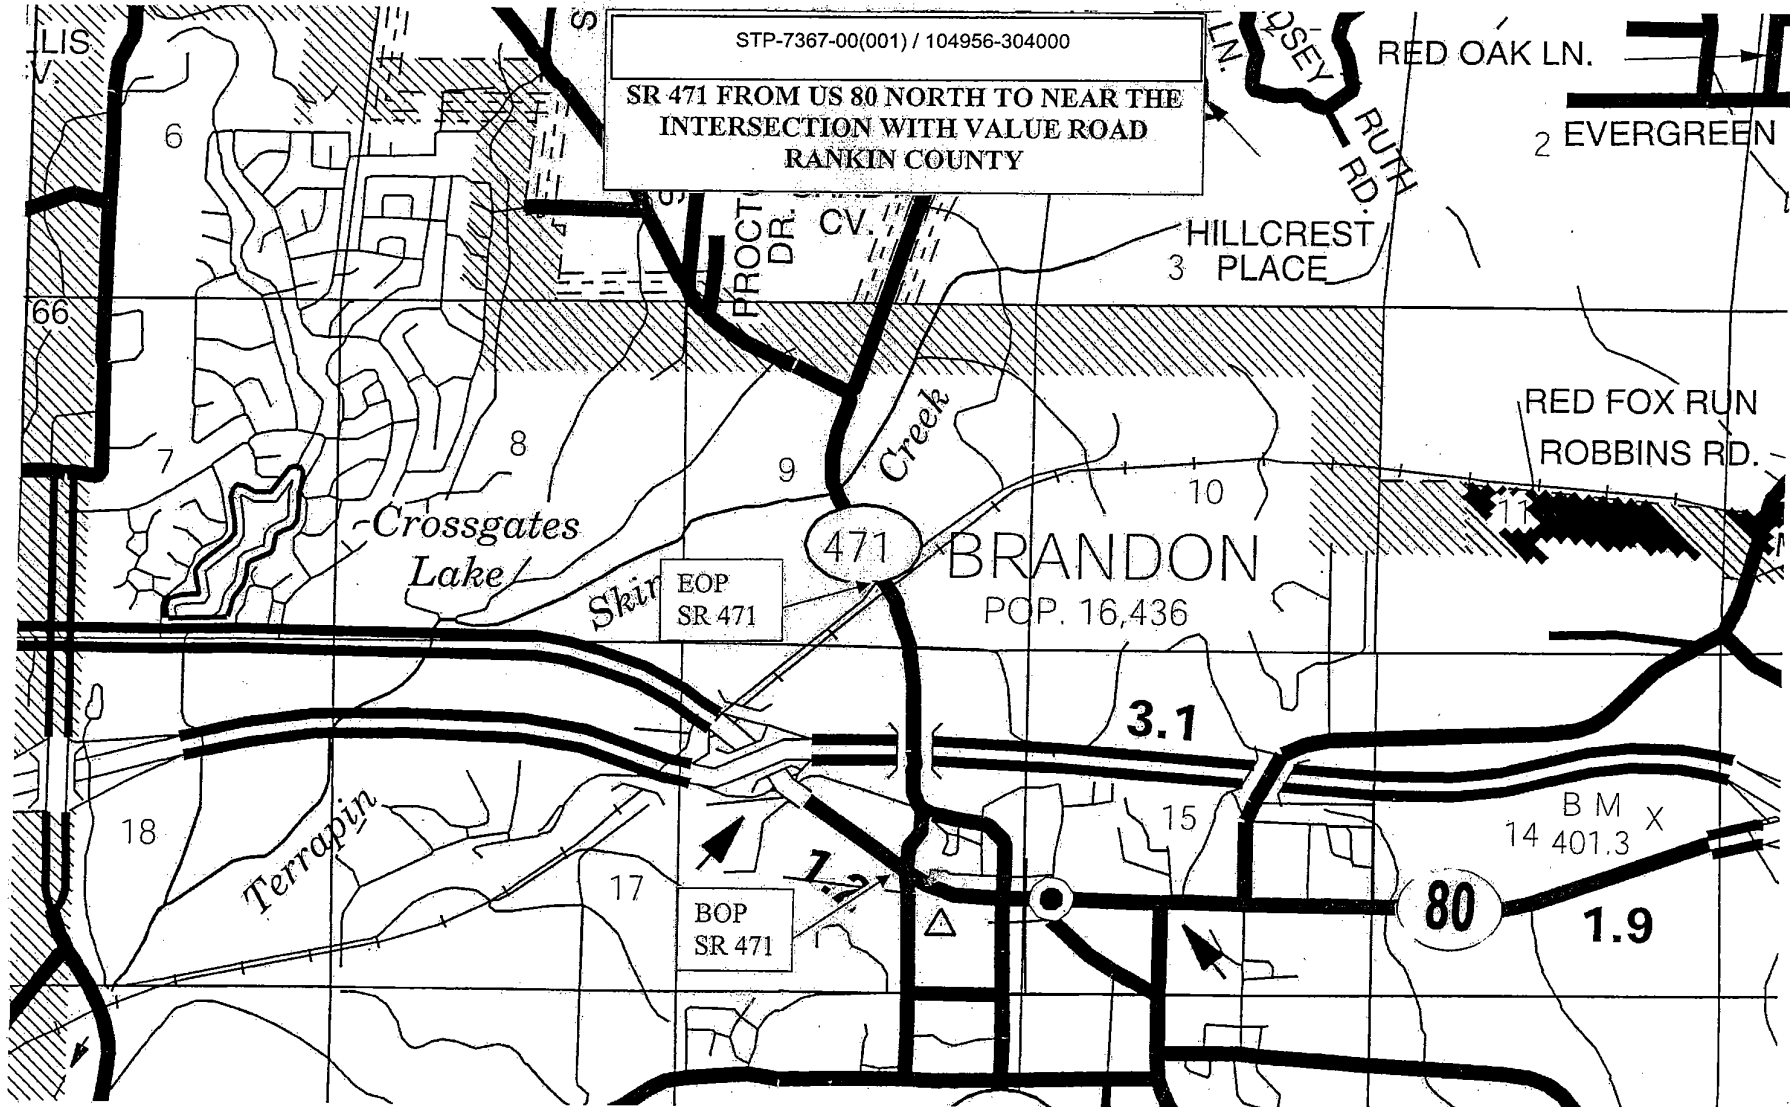 STP-7367-00(001) / 104956-304000
SR 471 FROM US 80 NORTH TO NEAR THE
INTERSECTION WITH VALUE ROAD
RANKIN COUNTY
LN.
RED OAK LN.
2 EVERGREEN
RUTH
RD.
DR.
CV.
HILLCREST
3 PLACE
6
66
7
8
9
10
11
Creek
RED FOX RUN
ROBBINS RD.
Crossgates
Lake
471
BRANDON
POP. 16,436
EOP
SR 471
3.1
15
B M X
14 401.3
18
Terrapin
17
1.2
BOP
SR 471
80
1.9